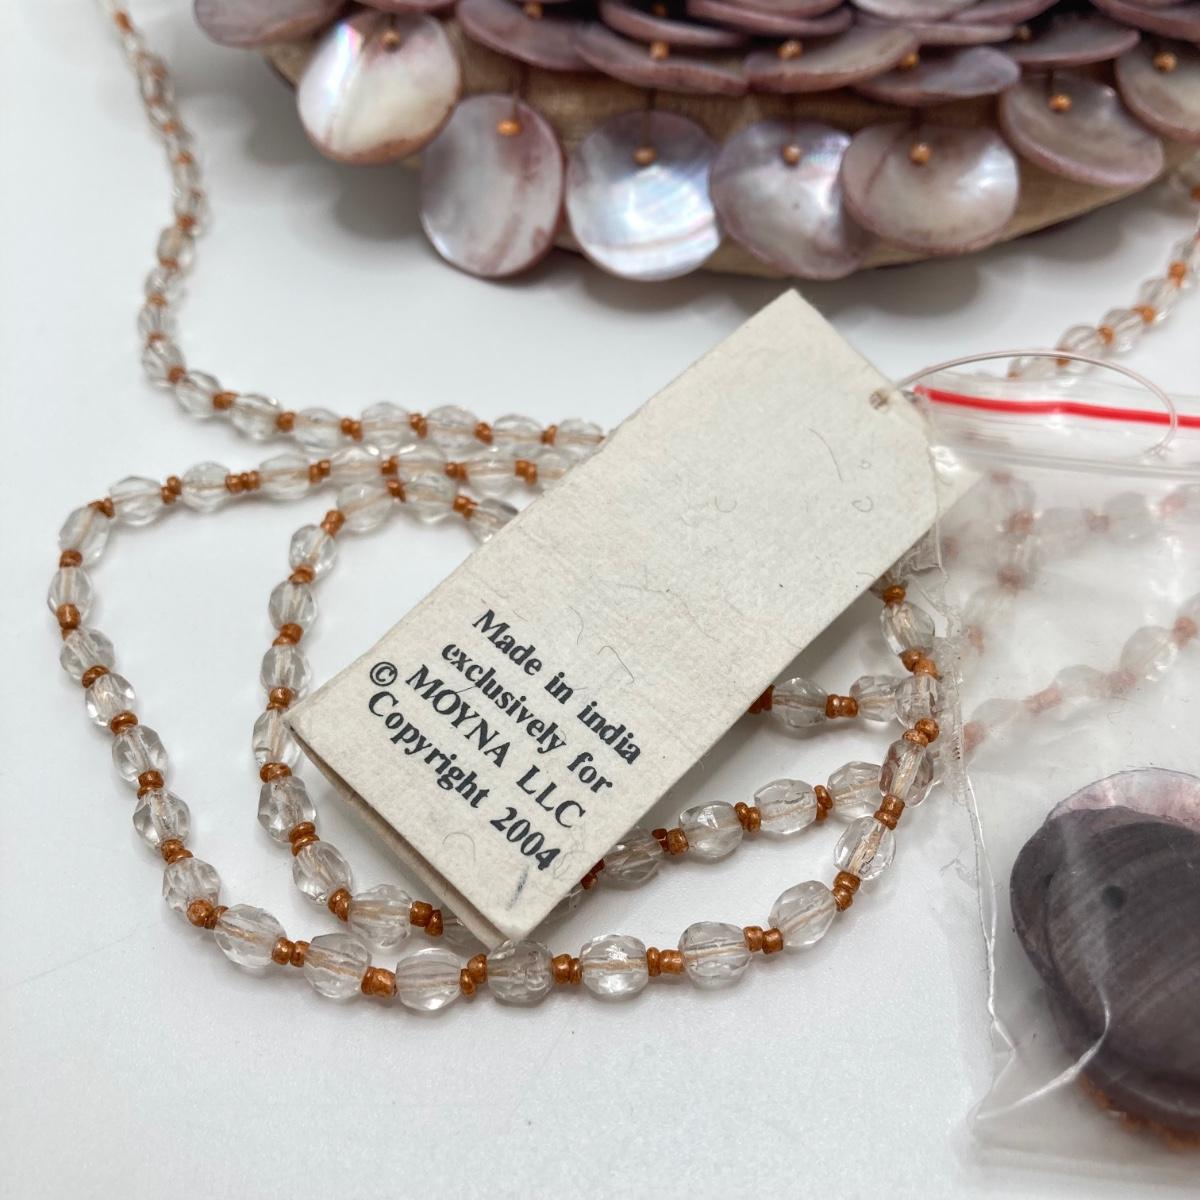 Made in india
exclusively for
© MOYNA LLC
Copyright 2004